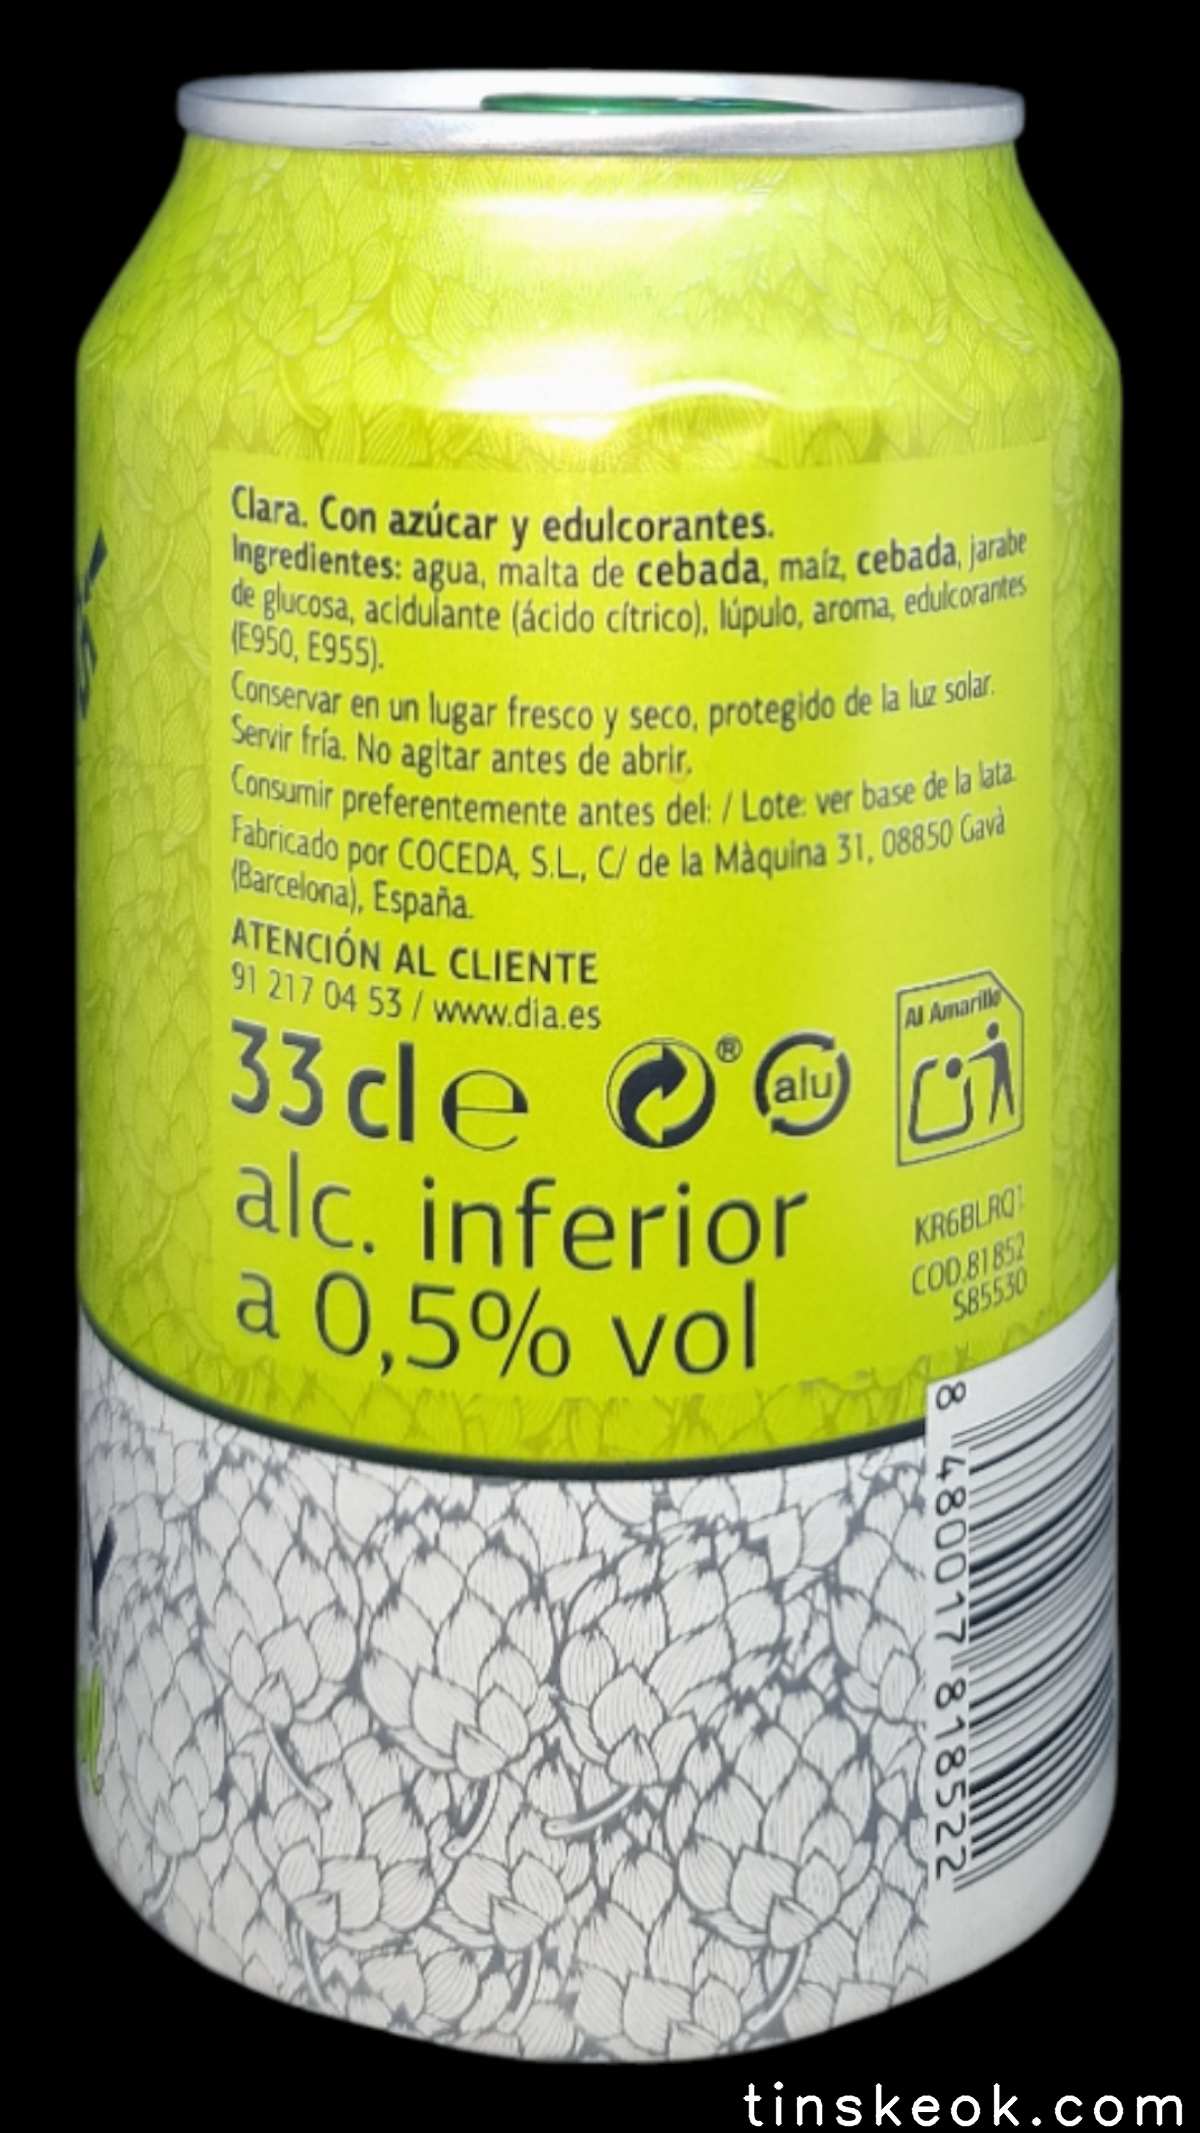 Clara. Con azúcar y edulcorantes.
Ingredientes: agua, malta de cebada, maíz, cebada, jarabe
de glucosa, acidulante (ácido cítrico), lúpulo, aroma, edulcorantes
(E950, E955).
Conservar en un lugar fresco y seco, protegido de la luz solar.
Servir fría. No agitar antes de abrir.
Consumir preferentemente antes del: / Lote: ver base de la lata.
Fabricado por COCEDA, S.L., C/ de la Màquina 31, 08850 Gavà
(Barcelona), España.
ATENCIÓN AL CLIENTE
91 217 04 53 / www.dia.es
33 cl e
®
alu
Al Amarillo
alc. inferior
a 0,5% vol
KR6BLRQ1
COD.81852
S85530
8 480017 818522
tinskeok.com